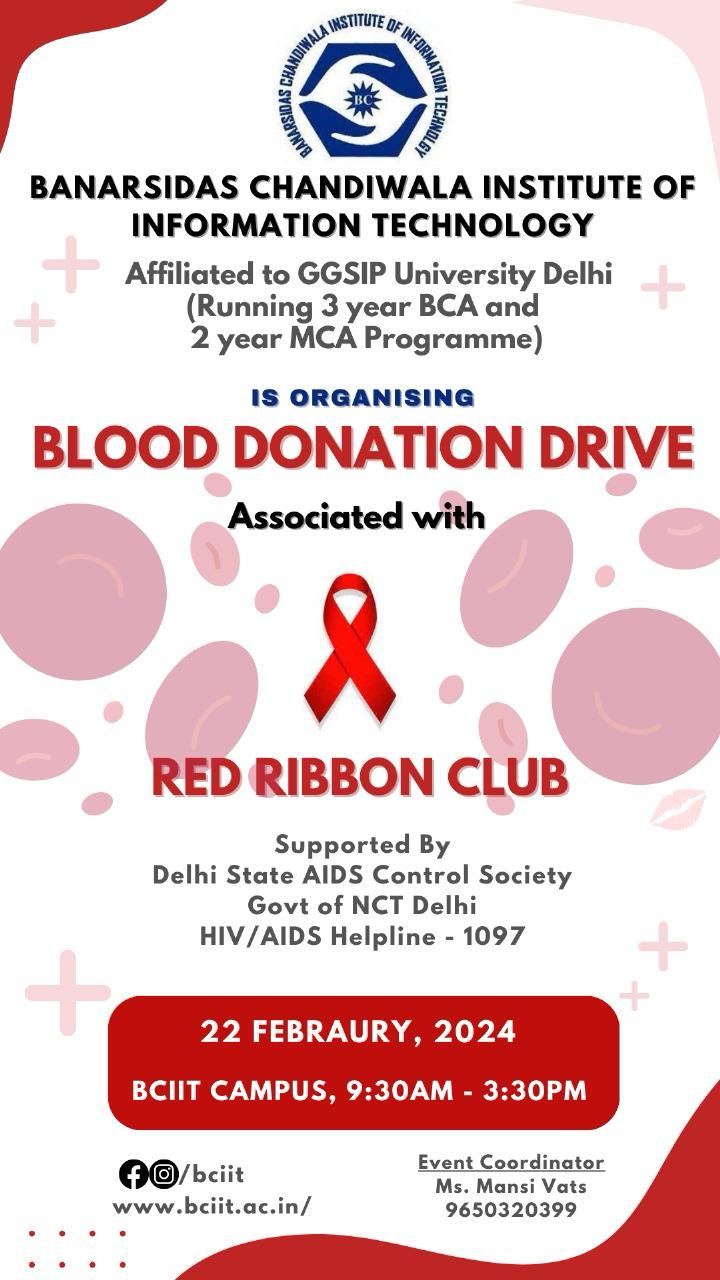 BANARSIDAS CHANDIWALA INSTITUTE OF INFORMATION TECHNOLOGY
BC
BANARSIDAS CHANDIWALA INSTITUTE OF
INFORMATION TECHNOLOGY
Affiliated to GGSIP University Delhi
(Running 3 year BCA and
2 year MCA Programme)
IS ORGANISING
BLOOD DONATION DRIVE
Associated with
RED RIBBON CLUB
Supported By
Delhi State AIDS Control Society
Govt of NCT Delhi
HIV/AIDS Helpline - 1097
22 FEBRAURY, 2024
BCIIT CAMPUS, 9:30AM - 3:30PM
/bciit
www.bciit.ac.in/
Event Coordinator
Ms. Mansi Vats
9650320399